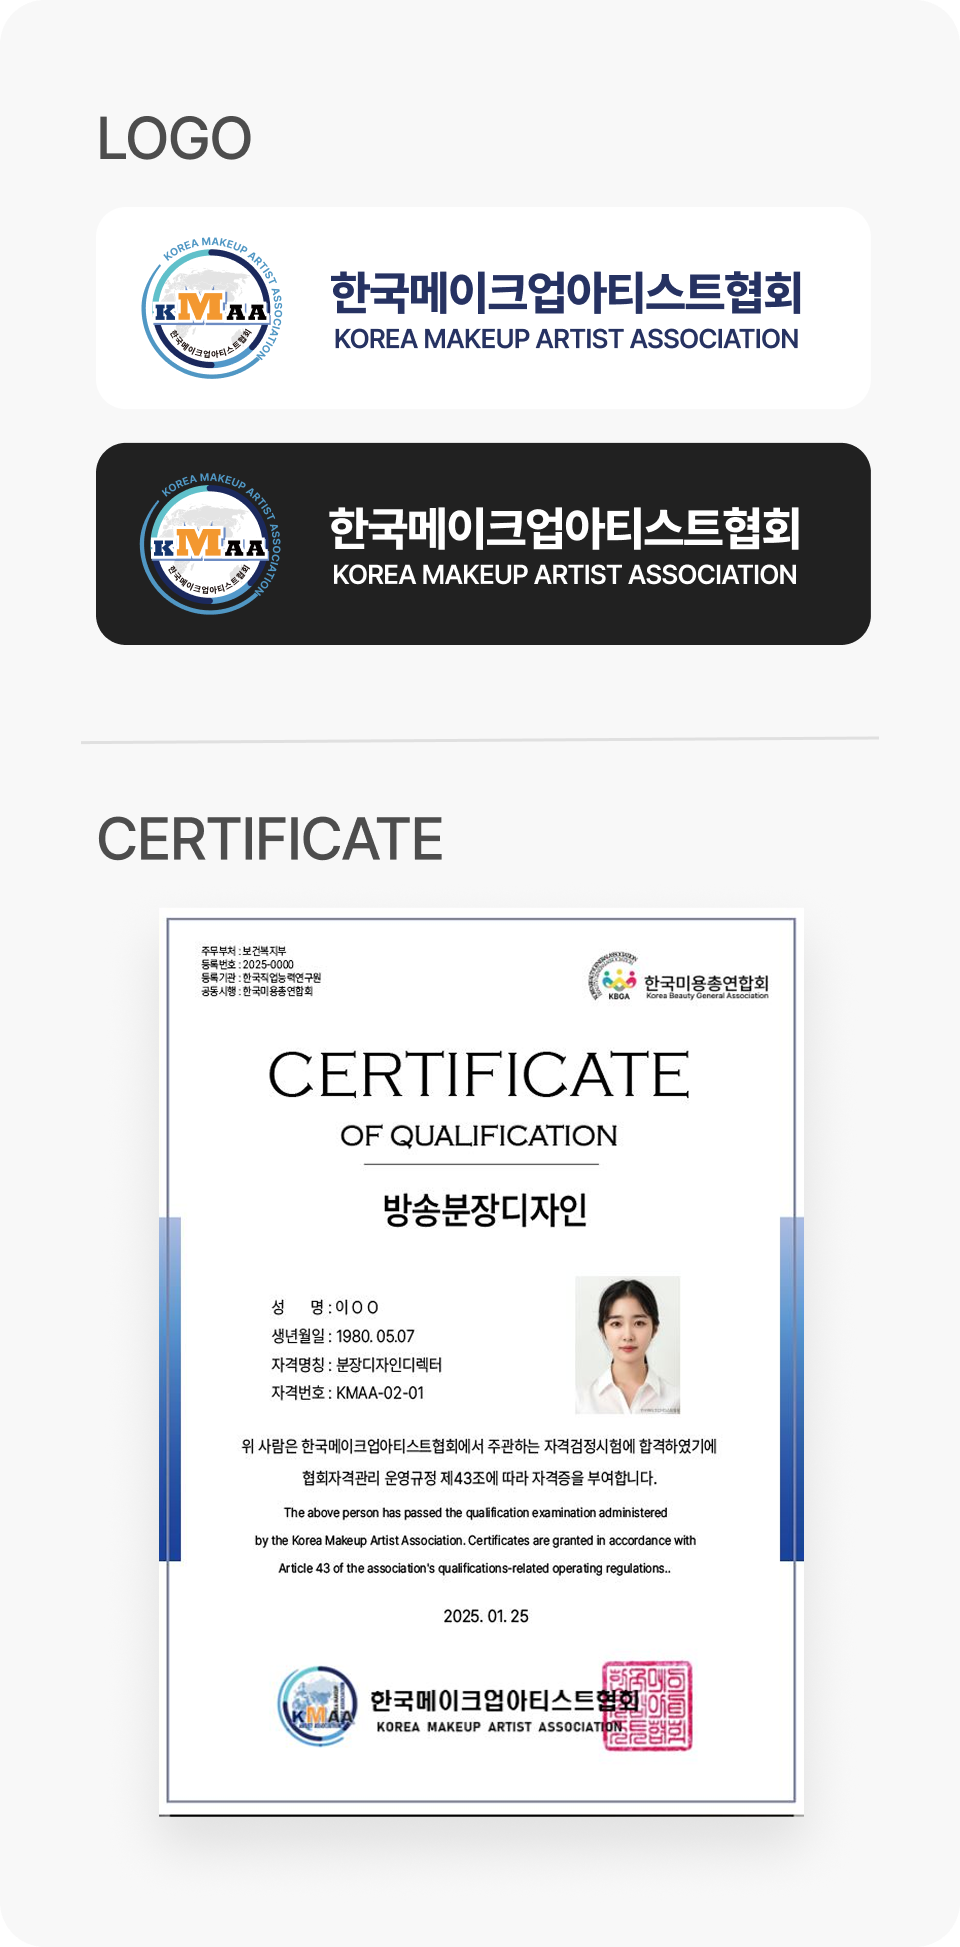 LOGO
KOREA MAKEUP ARTIST ASSOCIATION
KMAA
한국메이크업아티스트협회
한국메이크업아티스트협회
KOREA MAKEUP ARTIST ASSOCIATION
KOREA MAKEUP ARTIST ASSOCIATION
KMAA
한국메이크업아티스트협회
한국메이크업아티스트협회
KOREA MAKEUP ARTIST ASSOCIATION
CERTIFICATE
주무부처 : 보건복지부
등록번호 : 2025-0000
등록기관 : 한국직업능력연구원
공동시행 : 한국미용총연합회
KBGA
한국미용총연합회
Korea Beauty General Association
CERTIFICATE
OF QUALIFICATION
방송분장디자인
성 명 : 이 O O
생년월일 : 1980. 05.07
자격명칭 : 분장디자인디렉터
자격번호 : KMAA-02-01
위 사람은 한국메이크업아티스트협회에서 주관하는 자격검정시험에 합격하였기에
협회자격관리 운영규정 제43조에 따라 자격증을 부여합니다.
The above person has passed the qualification examination administered
by the Korea Makeup Artist Association. Certificates are granted in accordance with
Article 43 of the association's qualifications-related operating regulations..
2025. 01. 25
KMAA
한국메이크업아티스트협회
KOREA MAKEUP ARTIST ASSOCIATION